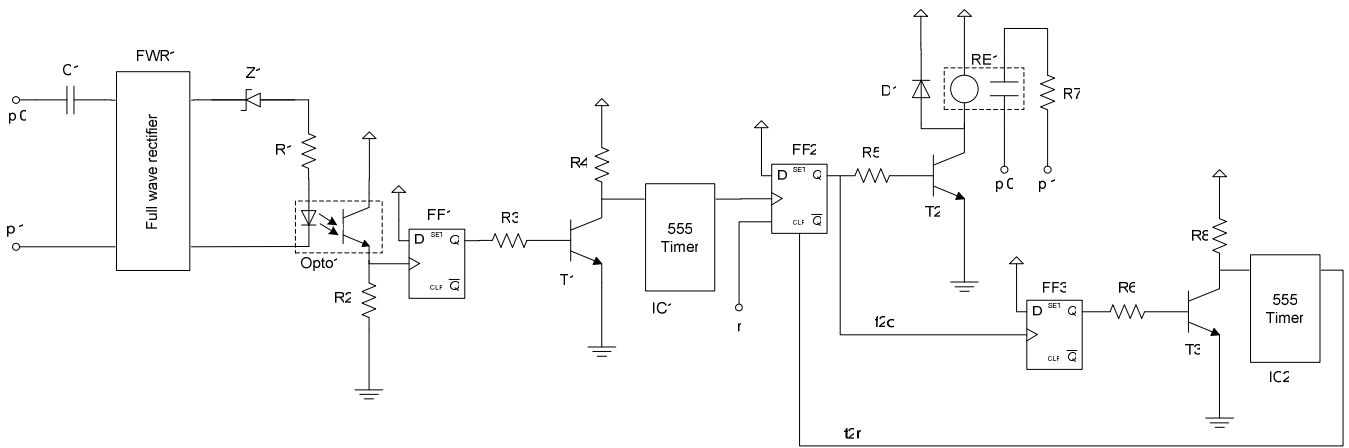 FWR1
C1
Z1
p0
Full wave rectifier
R1
p1
Opto1
R2
FF1
D SET Q
CLR Q̅
R3
T1
R4
555
Timer
IC1
r
FF2
D SET Q
CLR Q̅
R5
T2
D1
RE1
R7
p0
p1
FF3
D SET Q
CLR Q̅
R6
T3
R8
555
Timer
IC2